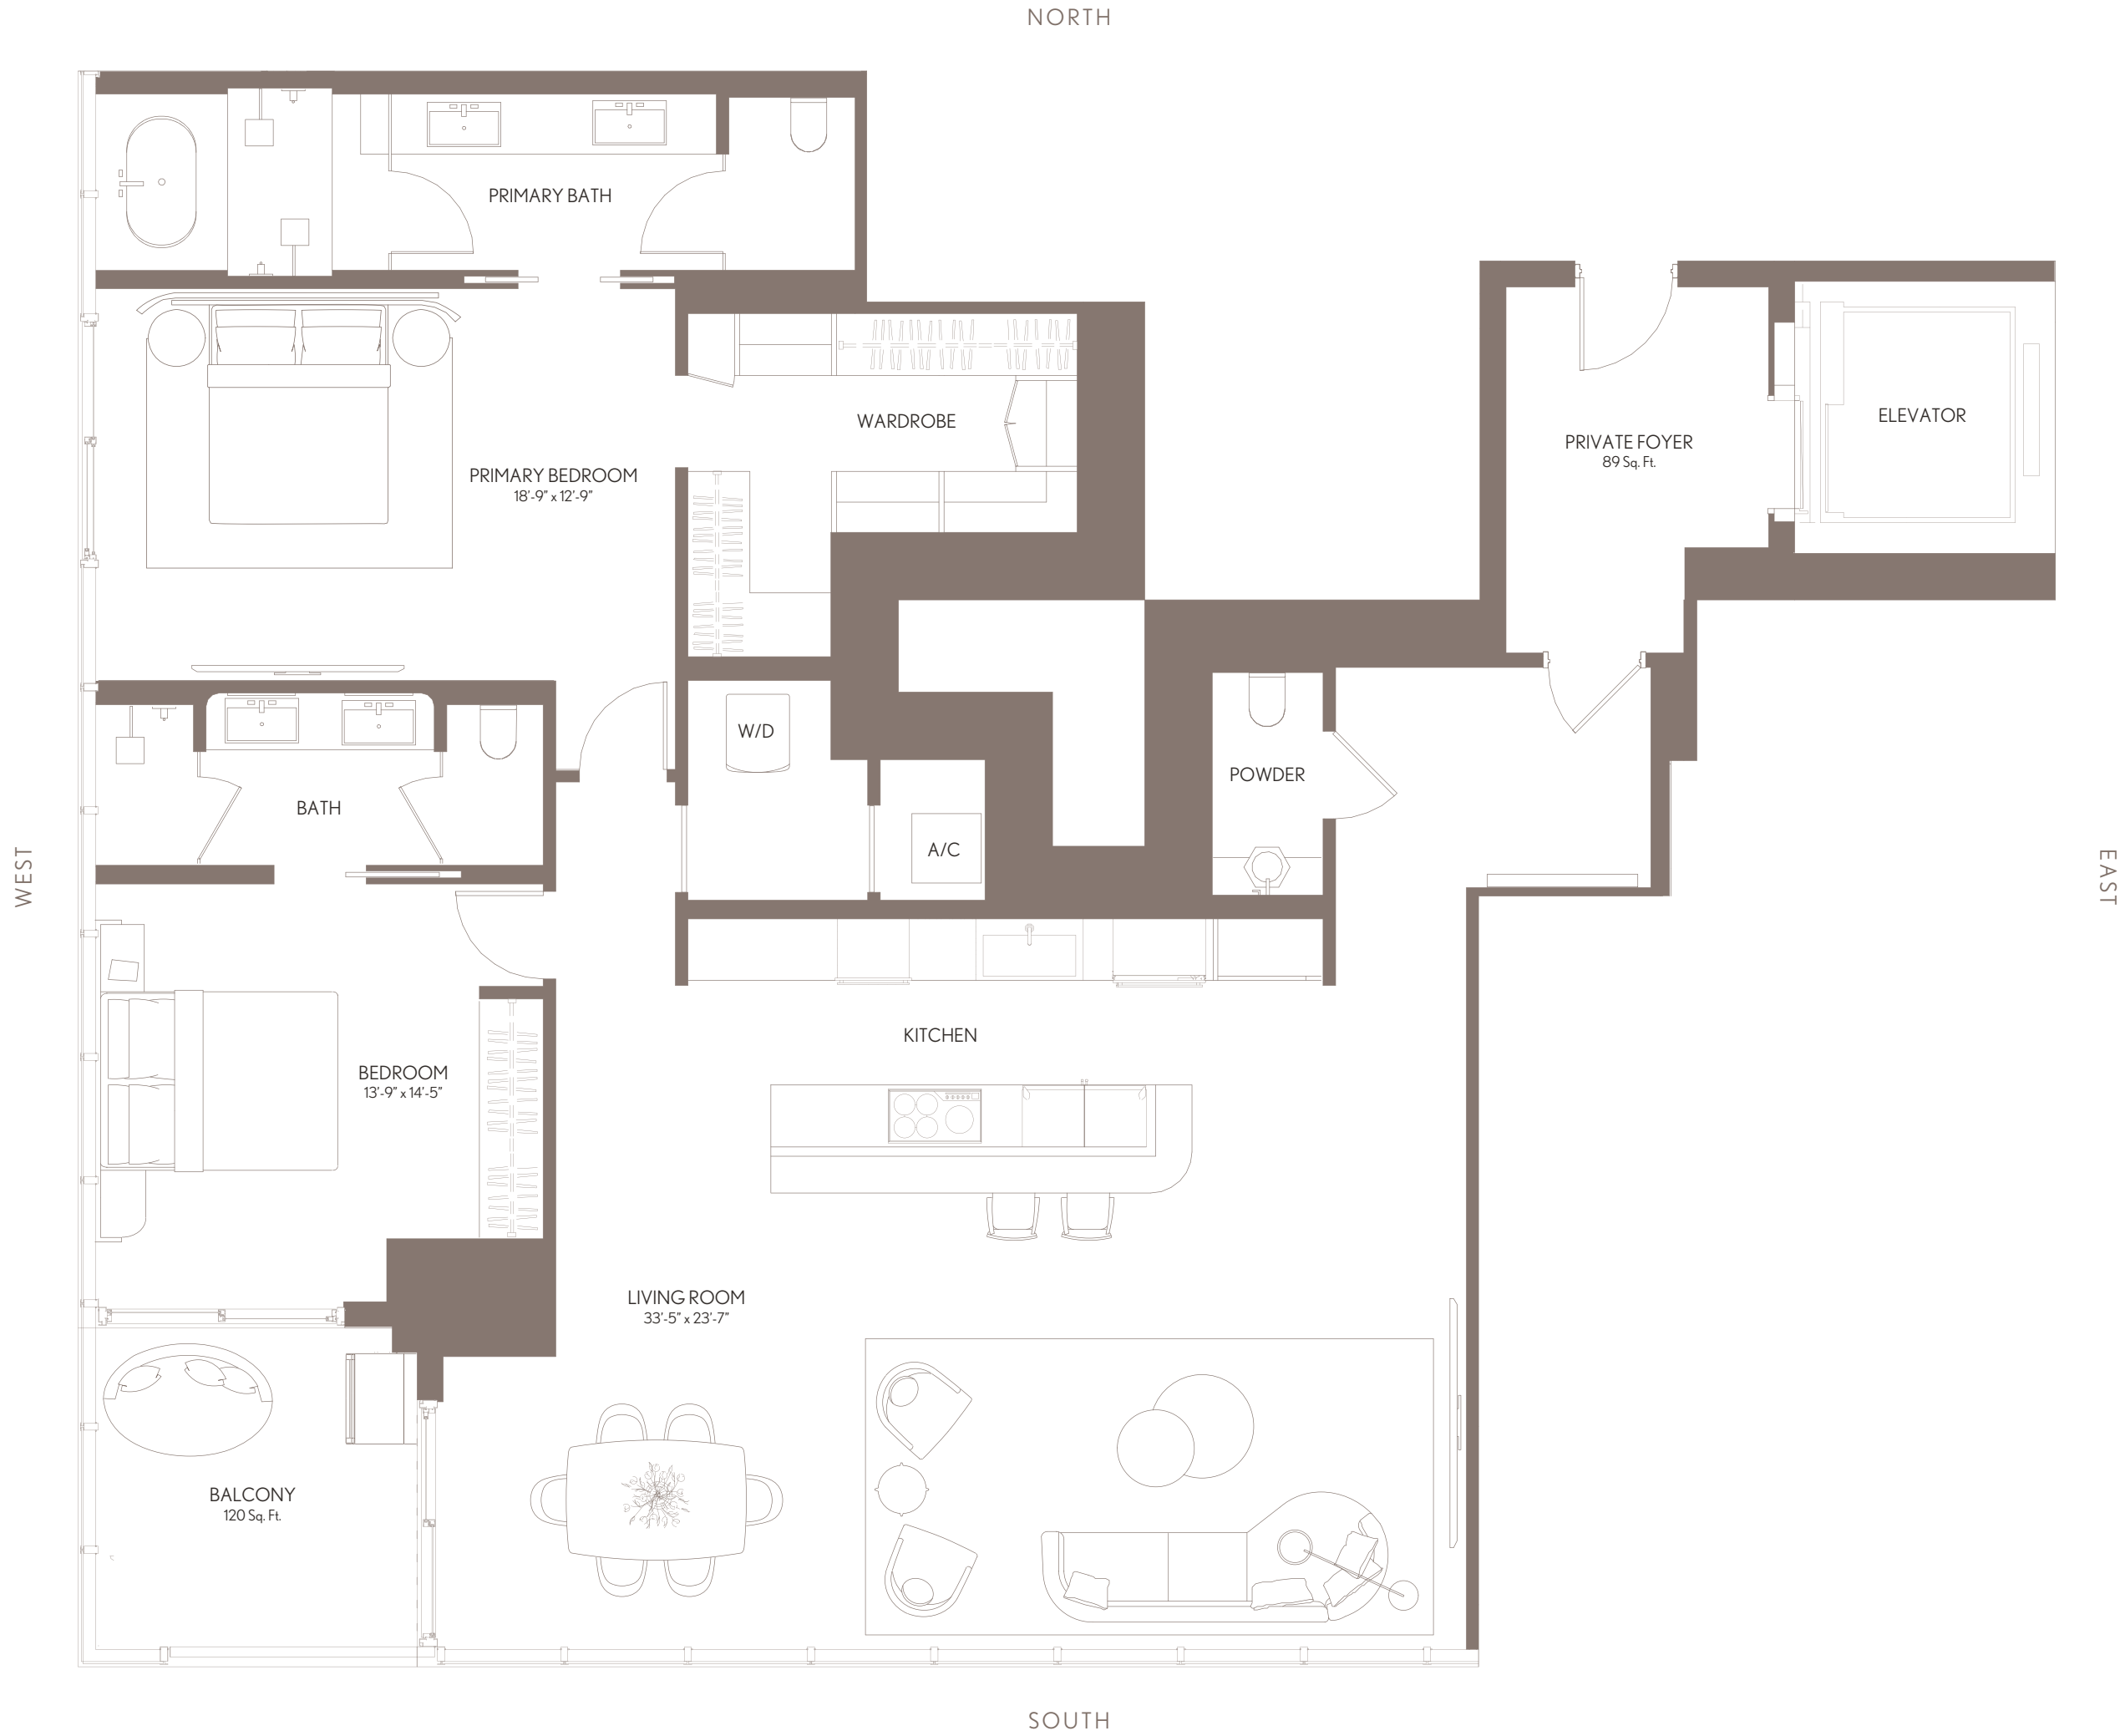 NORTH
PRIMARY BATH
WARDROBE
ELEVATOR
PRIVATE FOYER
89 Sq. Ft.
PRIMARY BEDROOM
18'-9" x 12'-9"
W/D
POWDER
BATH
A/C
WEST
EAST
KITCHEN
BEDROOM
13'-9" x 14'-5"
LIVING ROOM
33'-5" x 23'-7"
BALCONY
120 Sq. Ft.
SOUTH